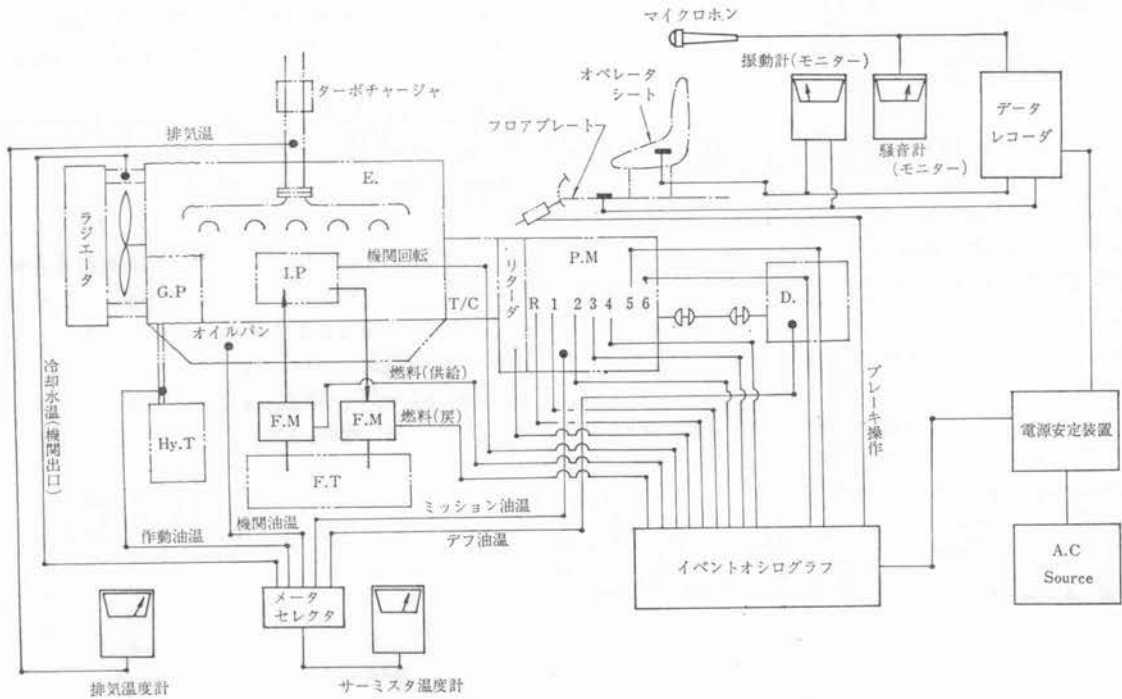 マイクロホン
振動計(モニター)
オペレータ
シート
データ
レコーダ
ターボチャージャ
フロアプレート
騒音計
(モニター)
排気温
E.
ラジエータ
機関回転
リターダ
P.M
I.P
G.P
T/C
R 1 2 3 4 5 6
D.
オイルパン
冷却水温(機関出口)
燃料(供給)
ブレーキ操作
F.M
F.M
燃料(戻)
Hy.T
電源安定装置
F.T
ミッション油温
機関油温
作動油温
デフ油温
イベントオシログラフ
A.C
Source
メータ
セレクタ
排気温度計
サーミスタ温度計